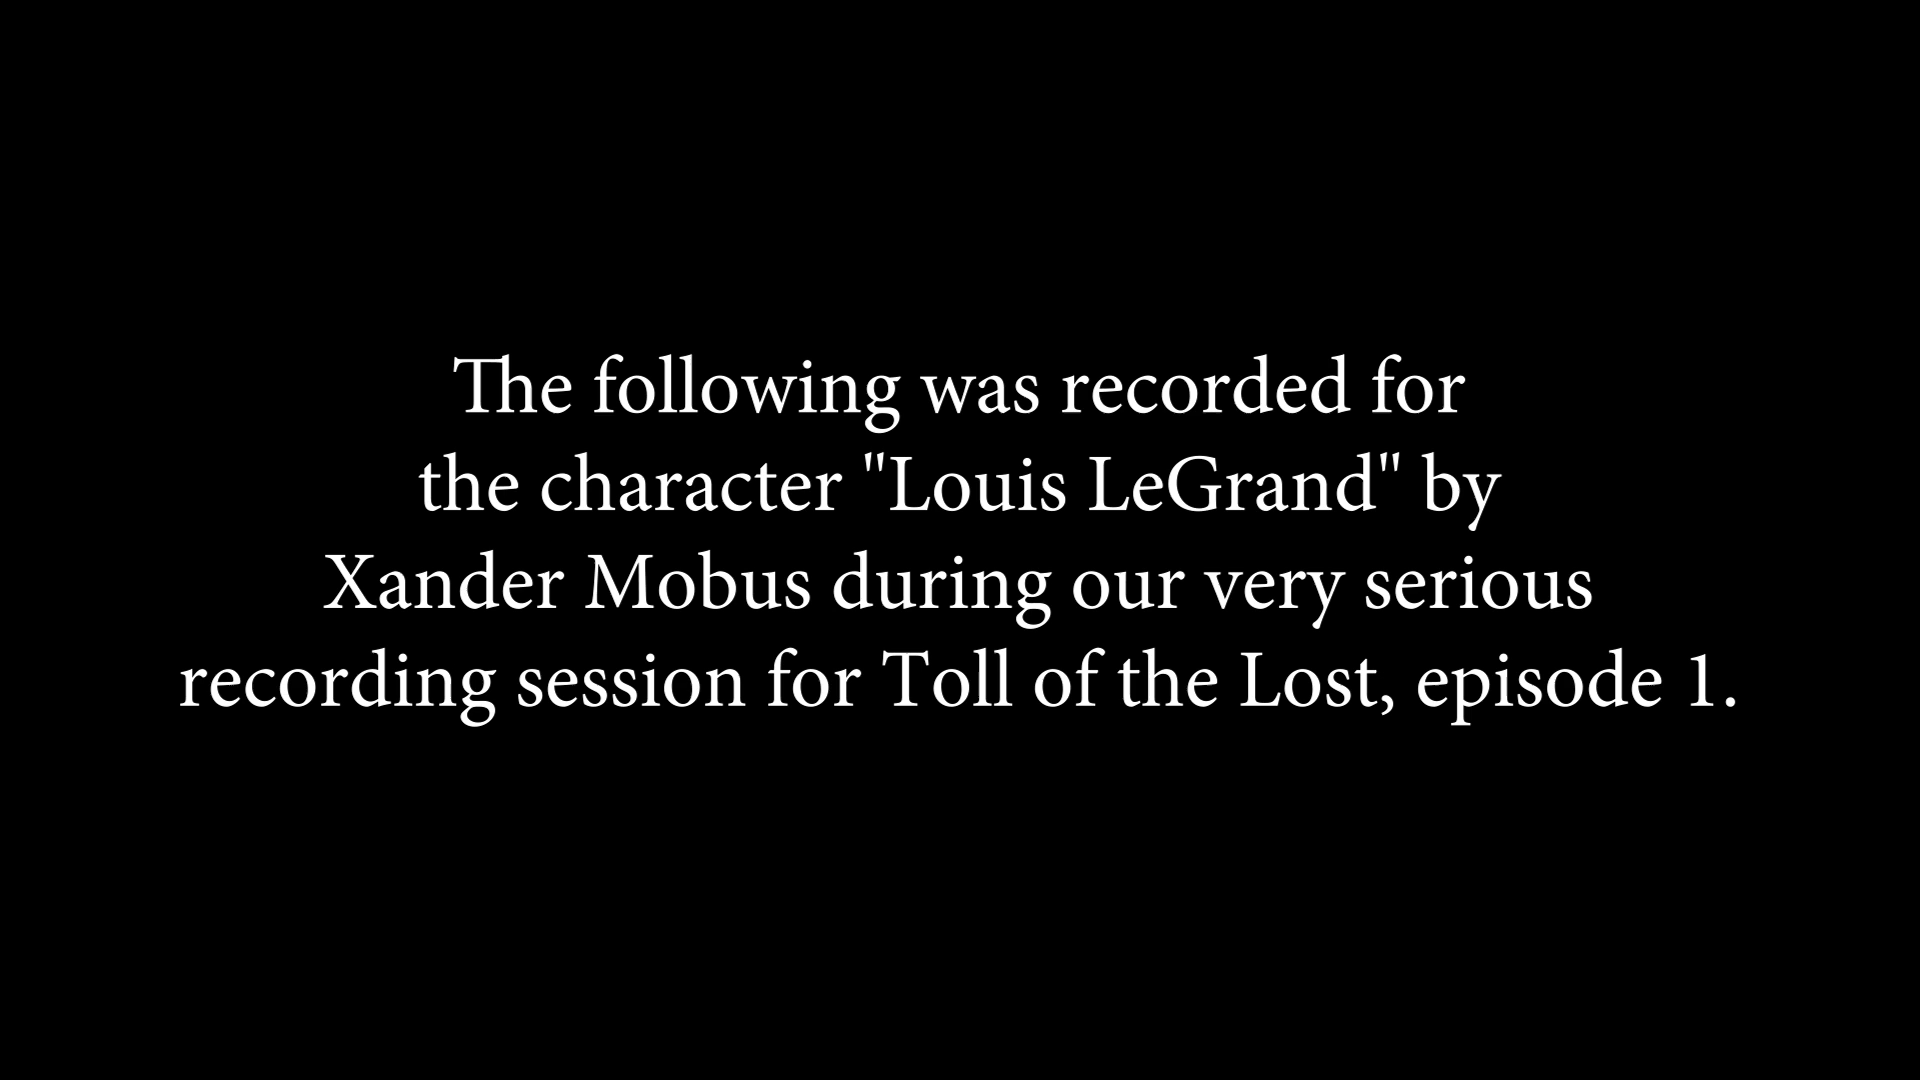 The following was recorded for
the character "Louis LeGrand" by
Xander Mobus during our very serious
recording session for Toll of the Lost, episode 1.